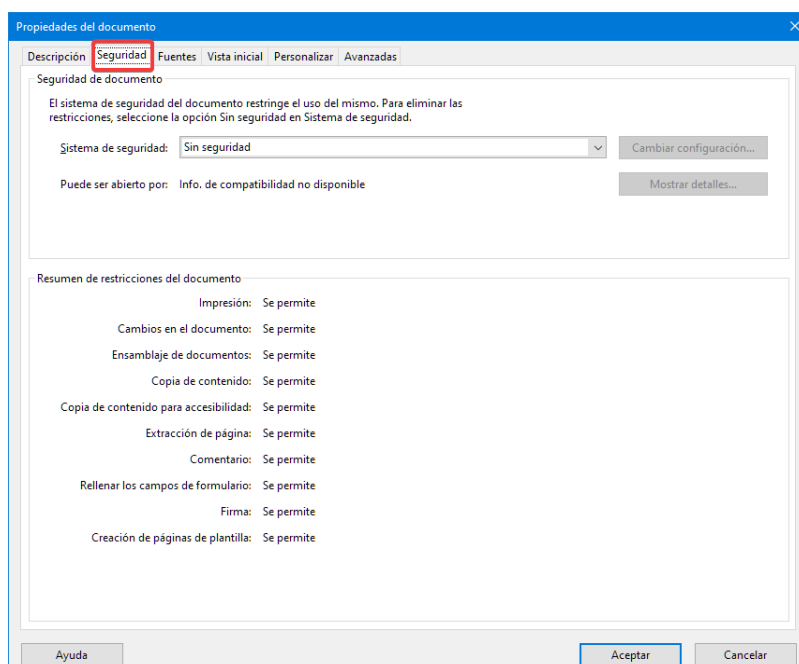 Propiedades del documento
Descripción Seguridad Fuentes Vista inicial Personalizar Avanzadas
Seguridad de documento
El sistema de seguridad del documento restringe el uso del mismo. Para eliminar las
restricciones, seleccione la opción Sin seguridad en Sistema de seguridad.
Sistema de seguridad: Sin seguridad Cambiar configuración...
Puede ser abierto por: Info. de compatibilidad no disponible Mostrar detalles...
Resumen de restricciones del documento
Impresión: Se permite
Cambios en el documento: Se permite
Ensamblaje de documentos: Se permite
Copia de contenido: Se permite
Copia de contenido para accesibilidad: Se permite
Extracción de página: Se permite
Comentario: Se permite
Rellenar los campos de formulario: Se permite
Firma: Se permite
Creación de páginas de plantilla: Se permite
Ayuda Aceptar Cancelar